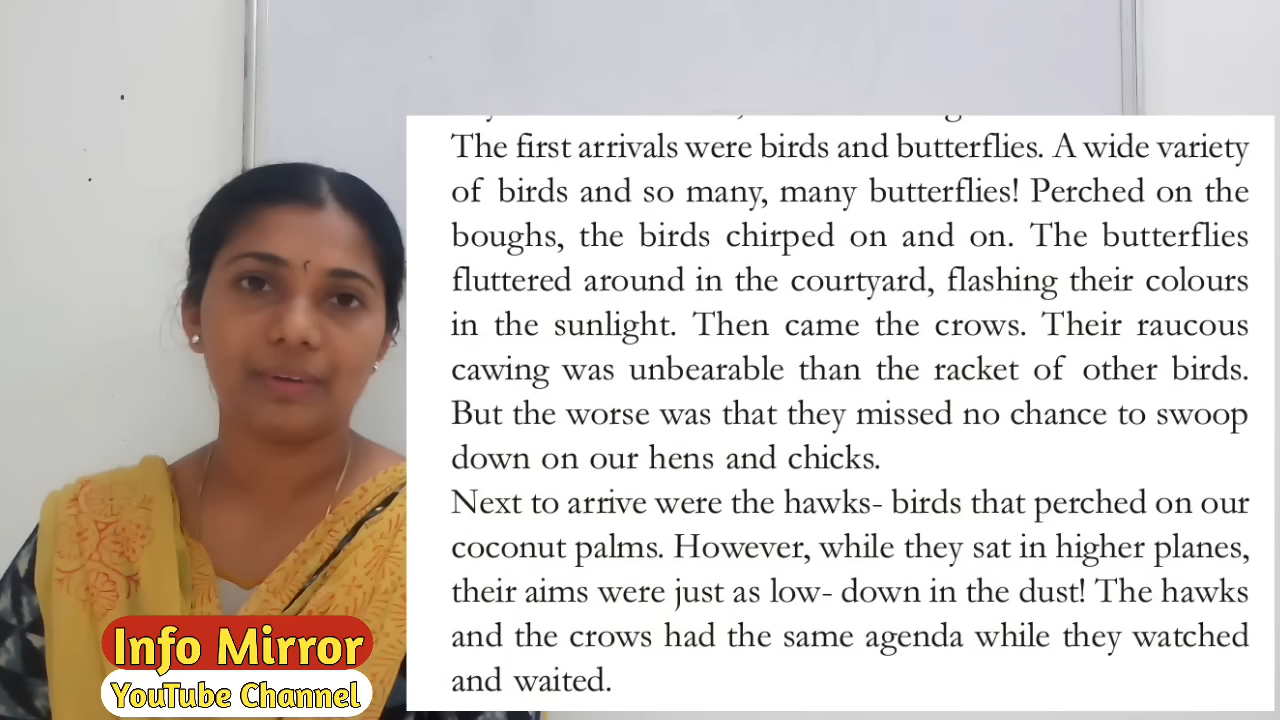 The first arrivals were birds and butterflies. A wide variety
of birds and so many, many butterflies! Perched on the
boughs, the birds chirped on and on. The butterflies
fluttered around in the courtyard, flashing their colours
in the sunlight. Then came the crows. Their raucous
cawing was unbearable than the racket of other birds.
But the worse was that they missed no chance to swoop
down on our hens and chicks.
Next to arrive were the hawks- birds that perched on our
coconut palms. However, while they sat in higher planes,
their aims were just as low- down in the dust! The hawks
and the crows had the same agenda while they watched
and waited.
Info Mirror
YouTube Channel